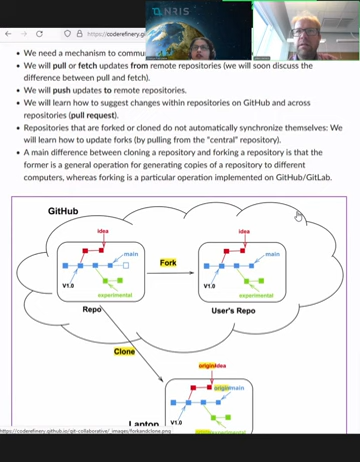 https://coderefinery.g
NRIS
We need a mechanism to commu
We will pull or fetch updates from remote repositories (we will soon discuss the
difference between pull and fetch).
We will push updates to remote repositories.
We will learn how to suggest changes within repositories on GitHub and across
repositories (pull request).
Repositories that are forked or cloned do not automatically synchronize themselves: We
will learn how to update forks (by pulling from the "central" repository).
A main difference between cloning a repository and forking a repository is that the
former is a general operation for generating copies of a repository to different
computers, whereas forking is a particular operation implemented on GitHub/GitLab.
GitHub
idea
idea
main
main
Fork
V1.0
experimental
V1.0
experimental
Repo
User's Repo
Clone
originidea
originmain
Laptop
V1.0
experimental
https://coderefinery.github.io/git-collaborative/_images/forkandclone.png